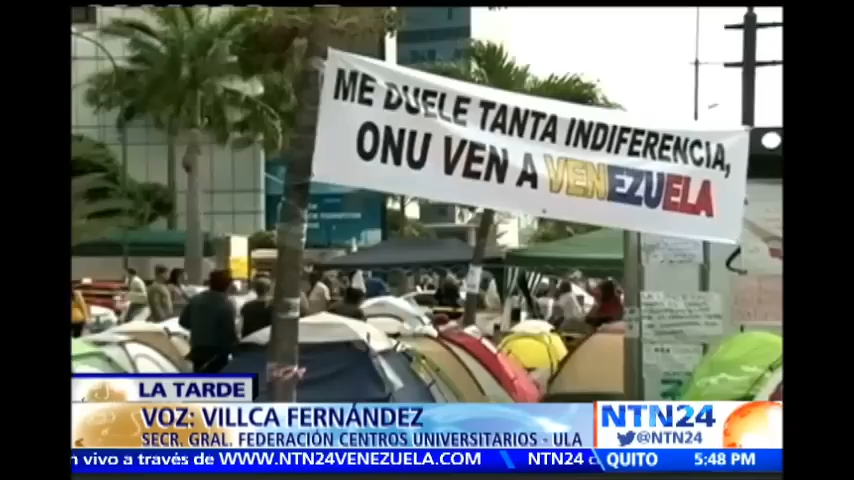 ME DUELE TANTA INDIFERENCIA,
ONU VEN A VENEZUELA
LA TARDE
VOZ: VILLCA FERNÁNDEZ
SECR. GRAL. FEDERACIÓN CENTROS UNIVERSITARIOS - ULA
NTN24
@NTN24
n vivo a través de WWW.NTN24VENEZUELA.COM NTN24 QUITO 5:48 PM